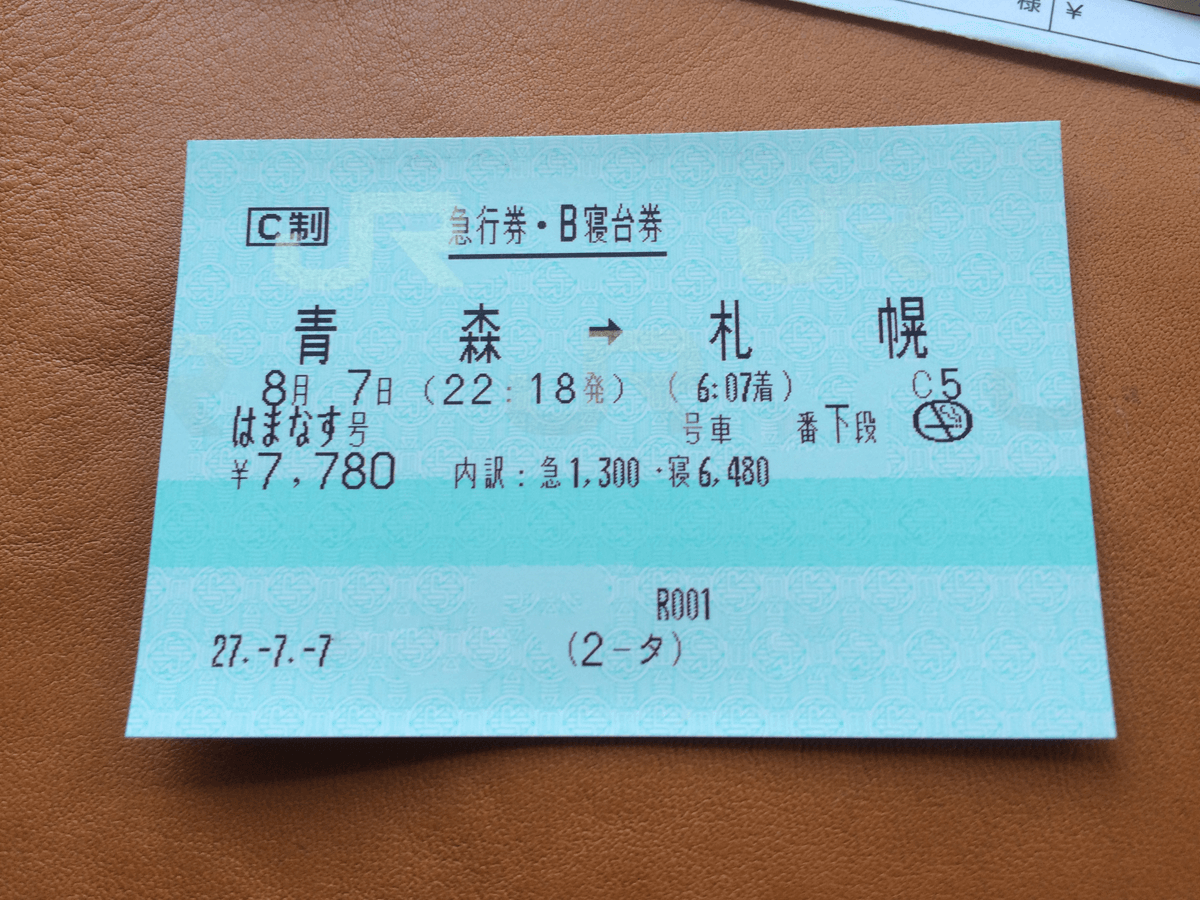 様 ¥
C制 急行券・B寝台券
青森→札幌
8月 7日 (22:18発) ( 6:07着) C5
はまなす号 号車 番下段
¥7,780 内訳:急1,300・寝6,480
R001
27.-7.-7 (2-タ)
JR JR